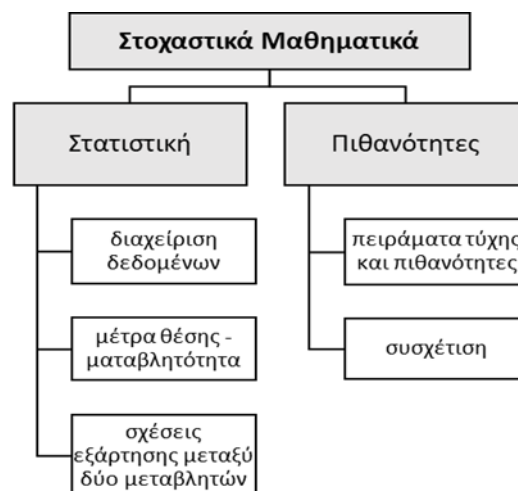 Στοχαστικά Μαθηματικά
Στατιστική
διαχείριση
δεδομένων
μέτρα θέσης -
ματαβλητότητα
σχέσεις
εξάρτησης μεταξύ
δύο μεταβλητών
Πιθανότητες
πειράματα τύχης
και πιθανότητες
συσχέτιση